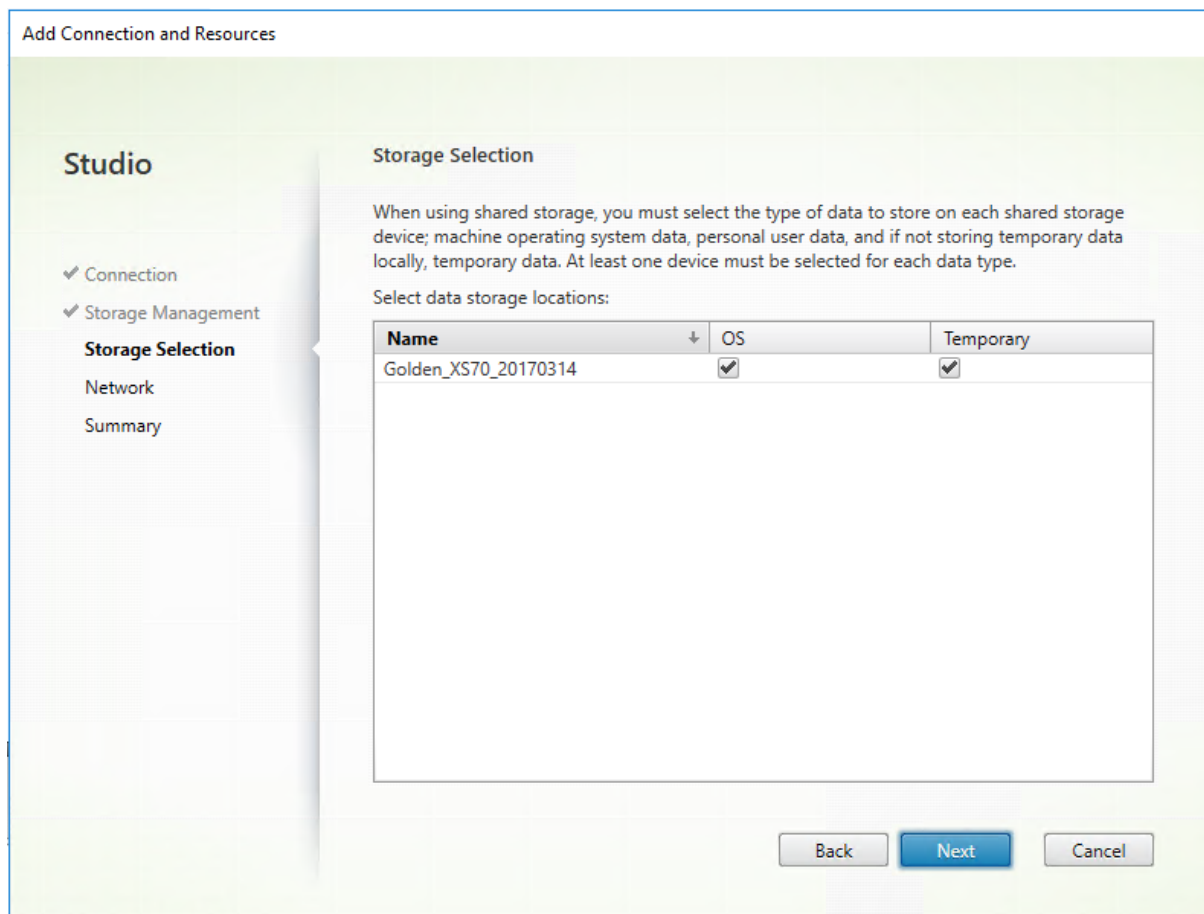 Add Connection and Resources
Studio
Connection
Storage Management
Storage Selection
Network
Summary
Storage Selection
When using shared storage, you must select the type of data to store on each shared storage
device; machine operating system data, personal user data, and if not storing temporary data
locally, temporary data. At least one device must be selected for each data type.
Select data storage locations:
Name OS Temporary
Golden_XS70_20170314
Back Next Cancel